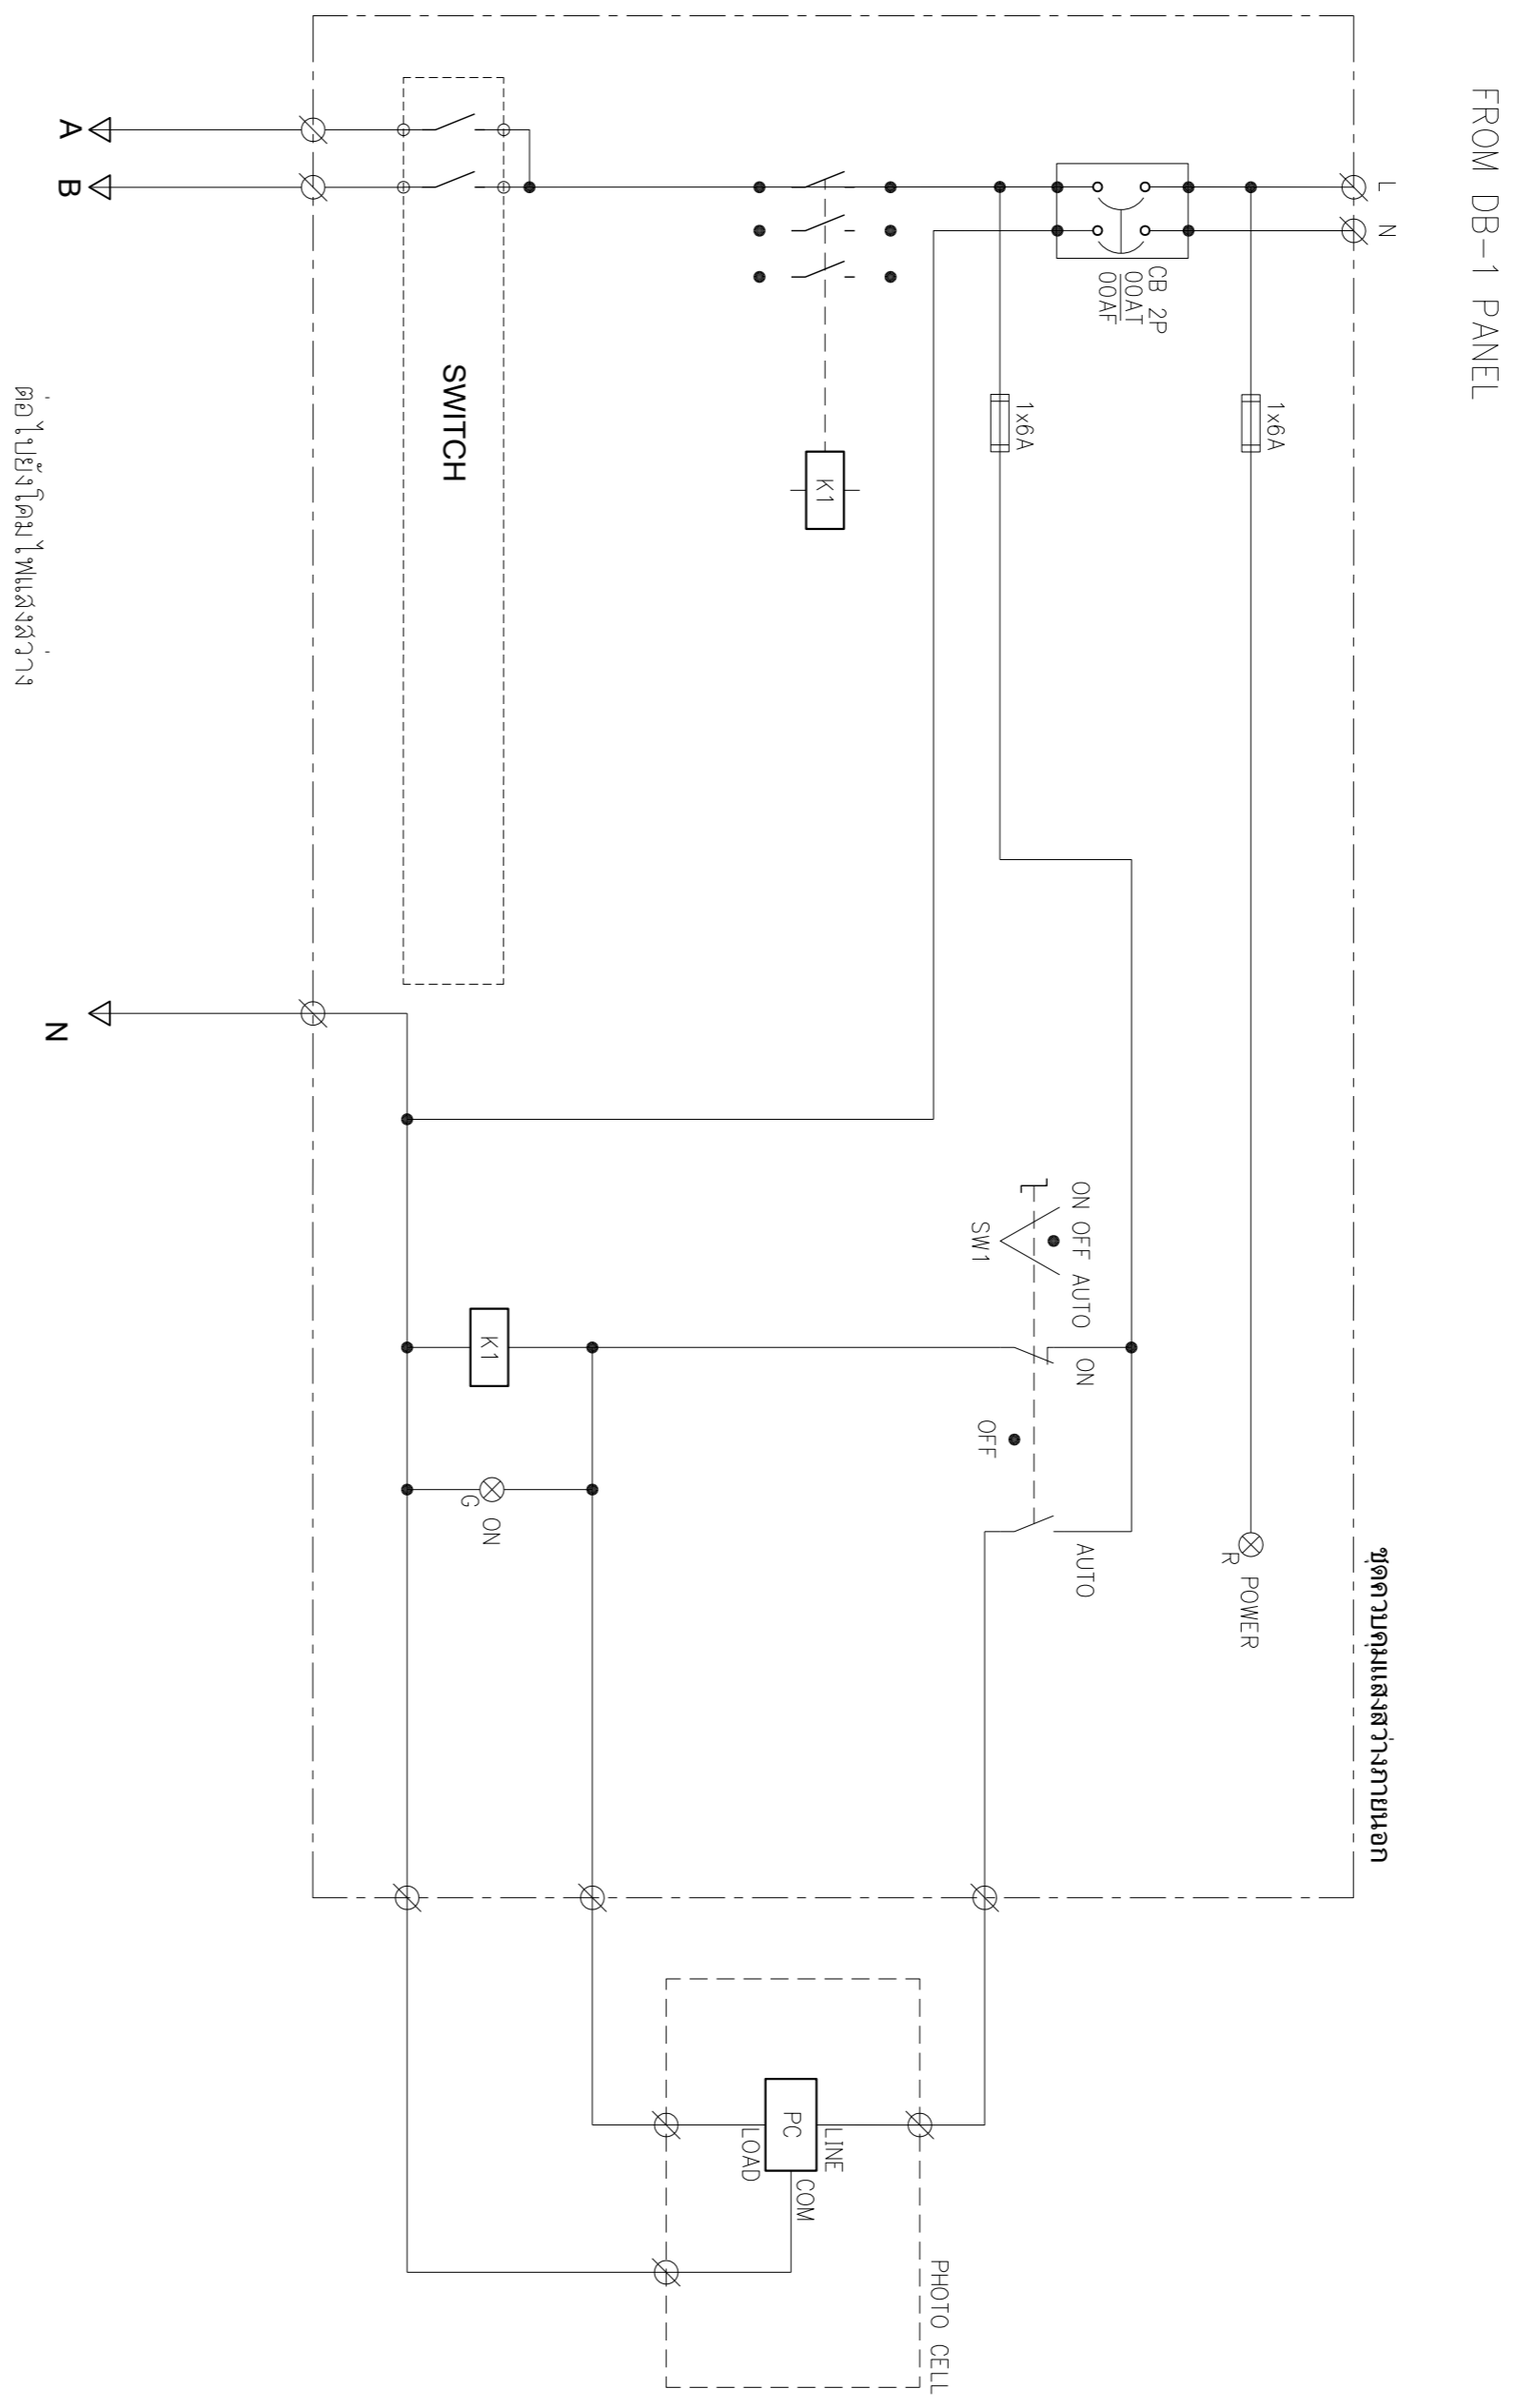 FROM DB-1 PANEL
ชุดควบคุมแสงสว่างภายนอก
L
N
1x6A
R
POWER
CB 2P
00AT
00AF
1x6A
ON OFF AUTO
SW1
ON
OFF
AUTO
K1
K1
G
ON
SWITCH
PHOTO CELL
LINE
PC
COM
LOAD
A
B
N
ต่อไปยังโคมไฟแสงสว่าง